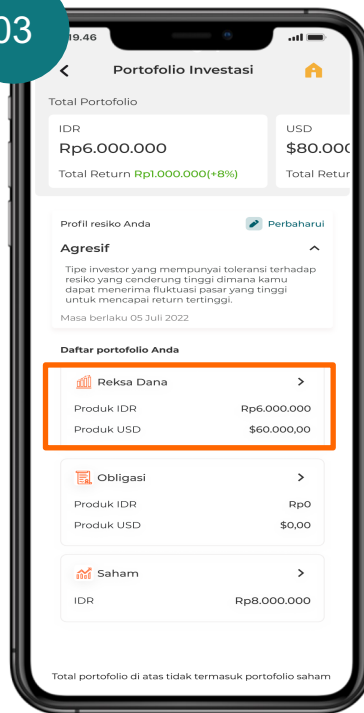 03
19.46
Portofolio Investasi
Total Portofolio
IDR
Rp6.000.000
Total Return Rp1.000.000(+8%)
USD
$80.000
Total Retur
Profil resiko Anda
Perbaharui
Agresif
Tipe investor yang mempunyai toleransi terhadap
resiko yang cenderung tinggi dimana kamu
dapat menerima fluktuasi pasar yang tinggi
untuk mencapai return tertinggi.
Masa berlaku 05 Juli 2022
Daftar portofolio Anda
Reksa Dana
Produk IDR Rp6.000.000
Produk USD $60.000,00
Obligasi
Produk IDR Rp0
Produk USD $0,00
Saham
IDR Rp8.000.000
Total portofolio di atas tidak termasuk portofolio saham